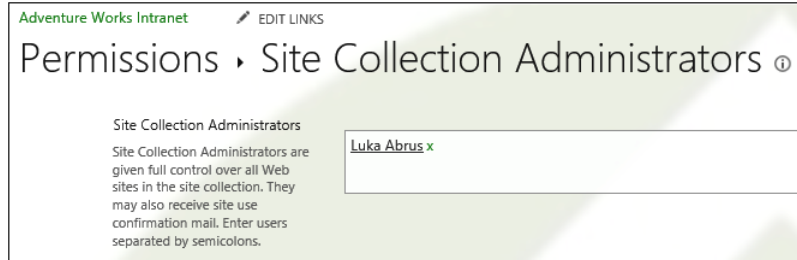 Adventure Works Intranet EDIT LINKS
Permissions ▸ Site Collection Administrators
Site Collection Administrators
Site Collection Administrators are
given full control over all Web
sites in the site collection. They
may also receive site use
confirmation mail. Enter users
separated by semicolons.
Luka Abrus x